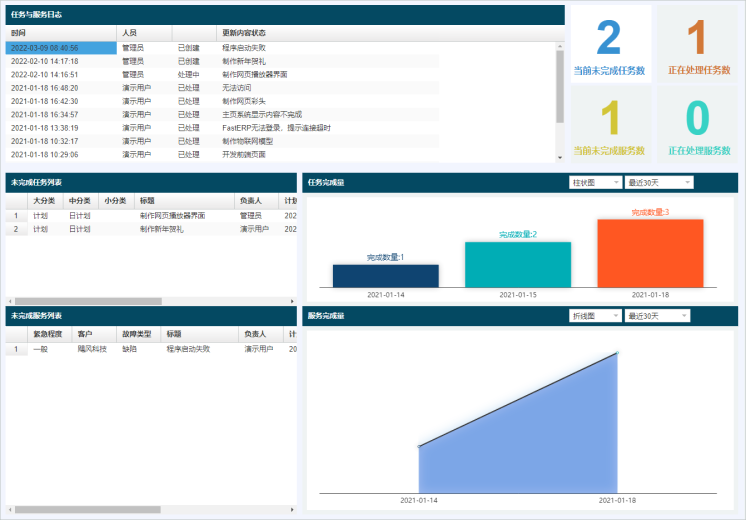 任务与服务日志
时间 人员 更新内容状态
2022-03-09 08:40:56 管理员 已创建 程序启动失败
2022-02-10 14:17:18 管理员 已创建 制作新年贺礼
2022-02-10 14:16:51 管理员 处理中 制作网页播放器界面
2021-01-18 16:48:20 演示用户 已处理 无法访问
2021-01-18 16:42:30 演示用户 已处理 制作网页彩头
2021-01-18 16:34:57 演示用户 已处理 主页系统显示内容不完成
2021-01-18 13:38:19 演示用户 已处理 FastERP无法登录，提示连接超时
2021-01-18 10:32:17 演示用户 已处理 制作物联网模型
2021-01-18 10:29:06 演示用户 已处理 开发前端页面
2
当前未完成任务数
1
正在处理任务数
1
当前未完成服务数
0
正在处理服务数
未完成任务列表
大分类 中分类 小分类 标题 负责人 计划
1 计划 日计划 制作网页播放器界面 管理员 202
2 计划 日计划 制作新年贺礼 演示用户 202
任务完成量 柱状图 最近30天
完成数量:1
完成数量:2
完成数量:3
2021-01-14 2021-01-15 2021-01-18
未完成服务列表
紧急程度 客户 故障类型 标题 负责人 计
1 一般 飓风科技 缺陷 程序启动失败 演示用户 20
服务完成量 折线图 最近30天
2021-01-14 2021-01-18